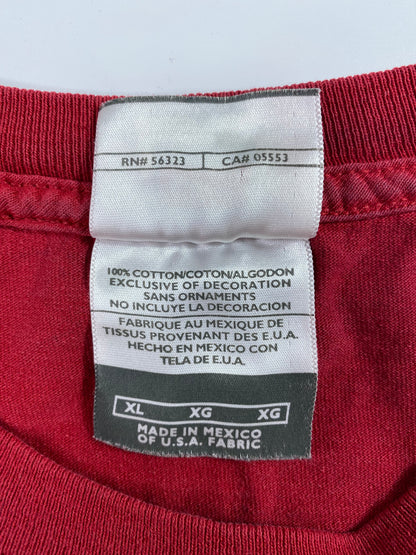 RN# 56323 CA# 05553
100% COTTON/COTON/ALGODON
EXCLUSIVE OF DECORATION
SANS ORNAMENTS
NO INCLUYE LA DECORACION
FABRIQUE AU MEXIQUE DE
TISSUS PROVENANT DES E.U.A.
HECHO EN MEXICO CON
TELA DE E.U.A.
XL XG XG
MADE IN MEXICO
OF U.S.A. FABRIC